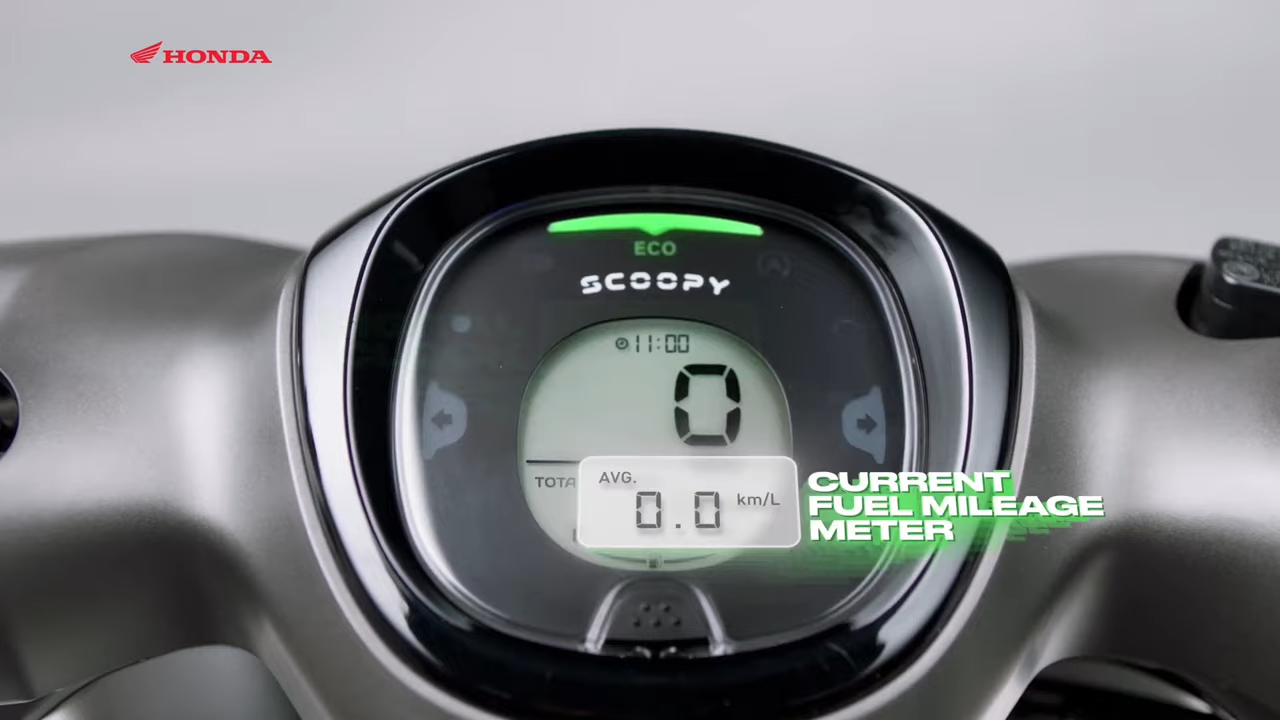 HONDA
ECO
SCOOPY
11:00
0
TOTA
AVG.
0.0 km/L
CURRENT
FUEL MILEAGE
METER